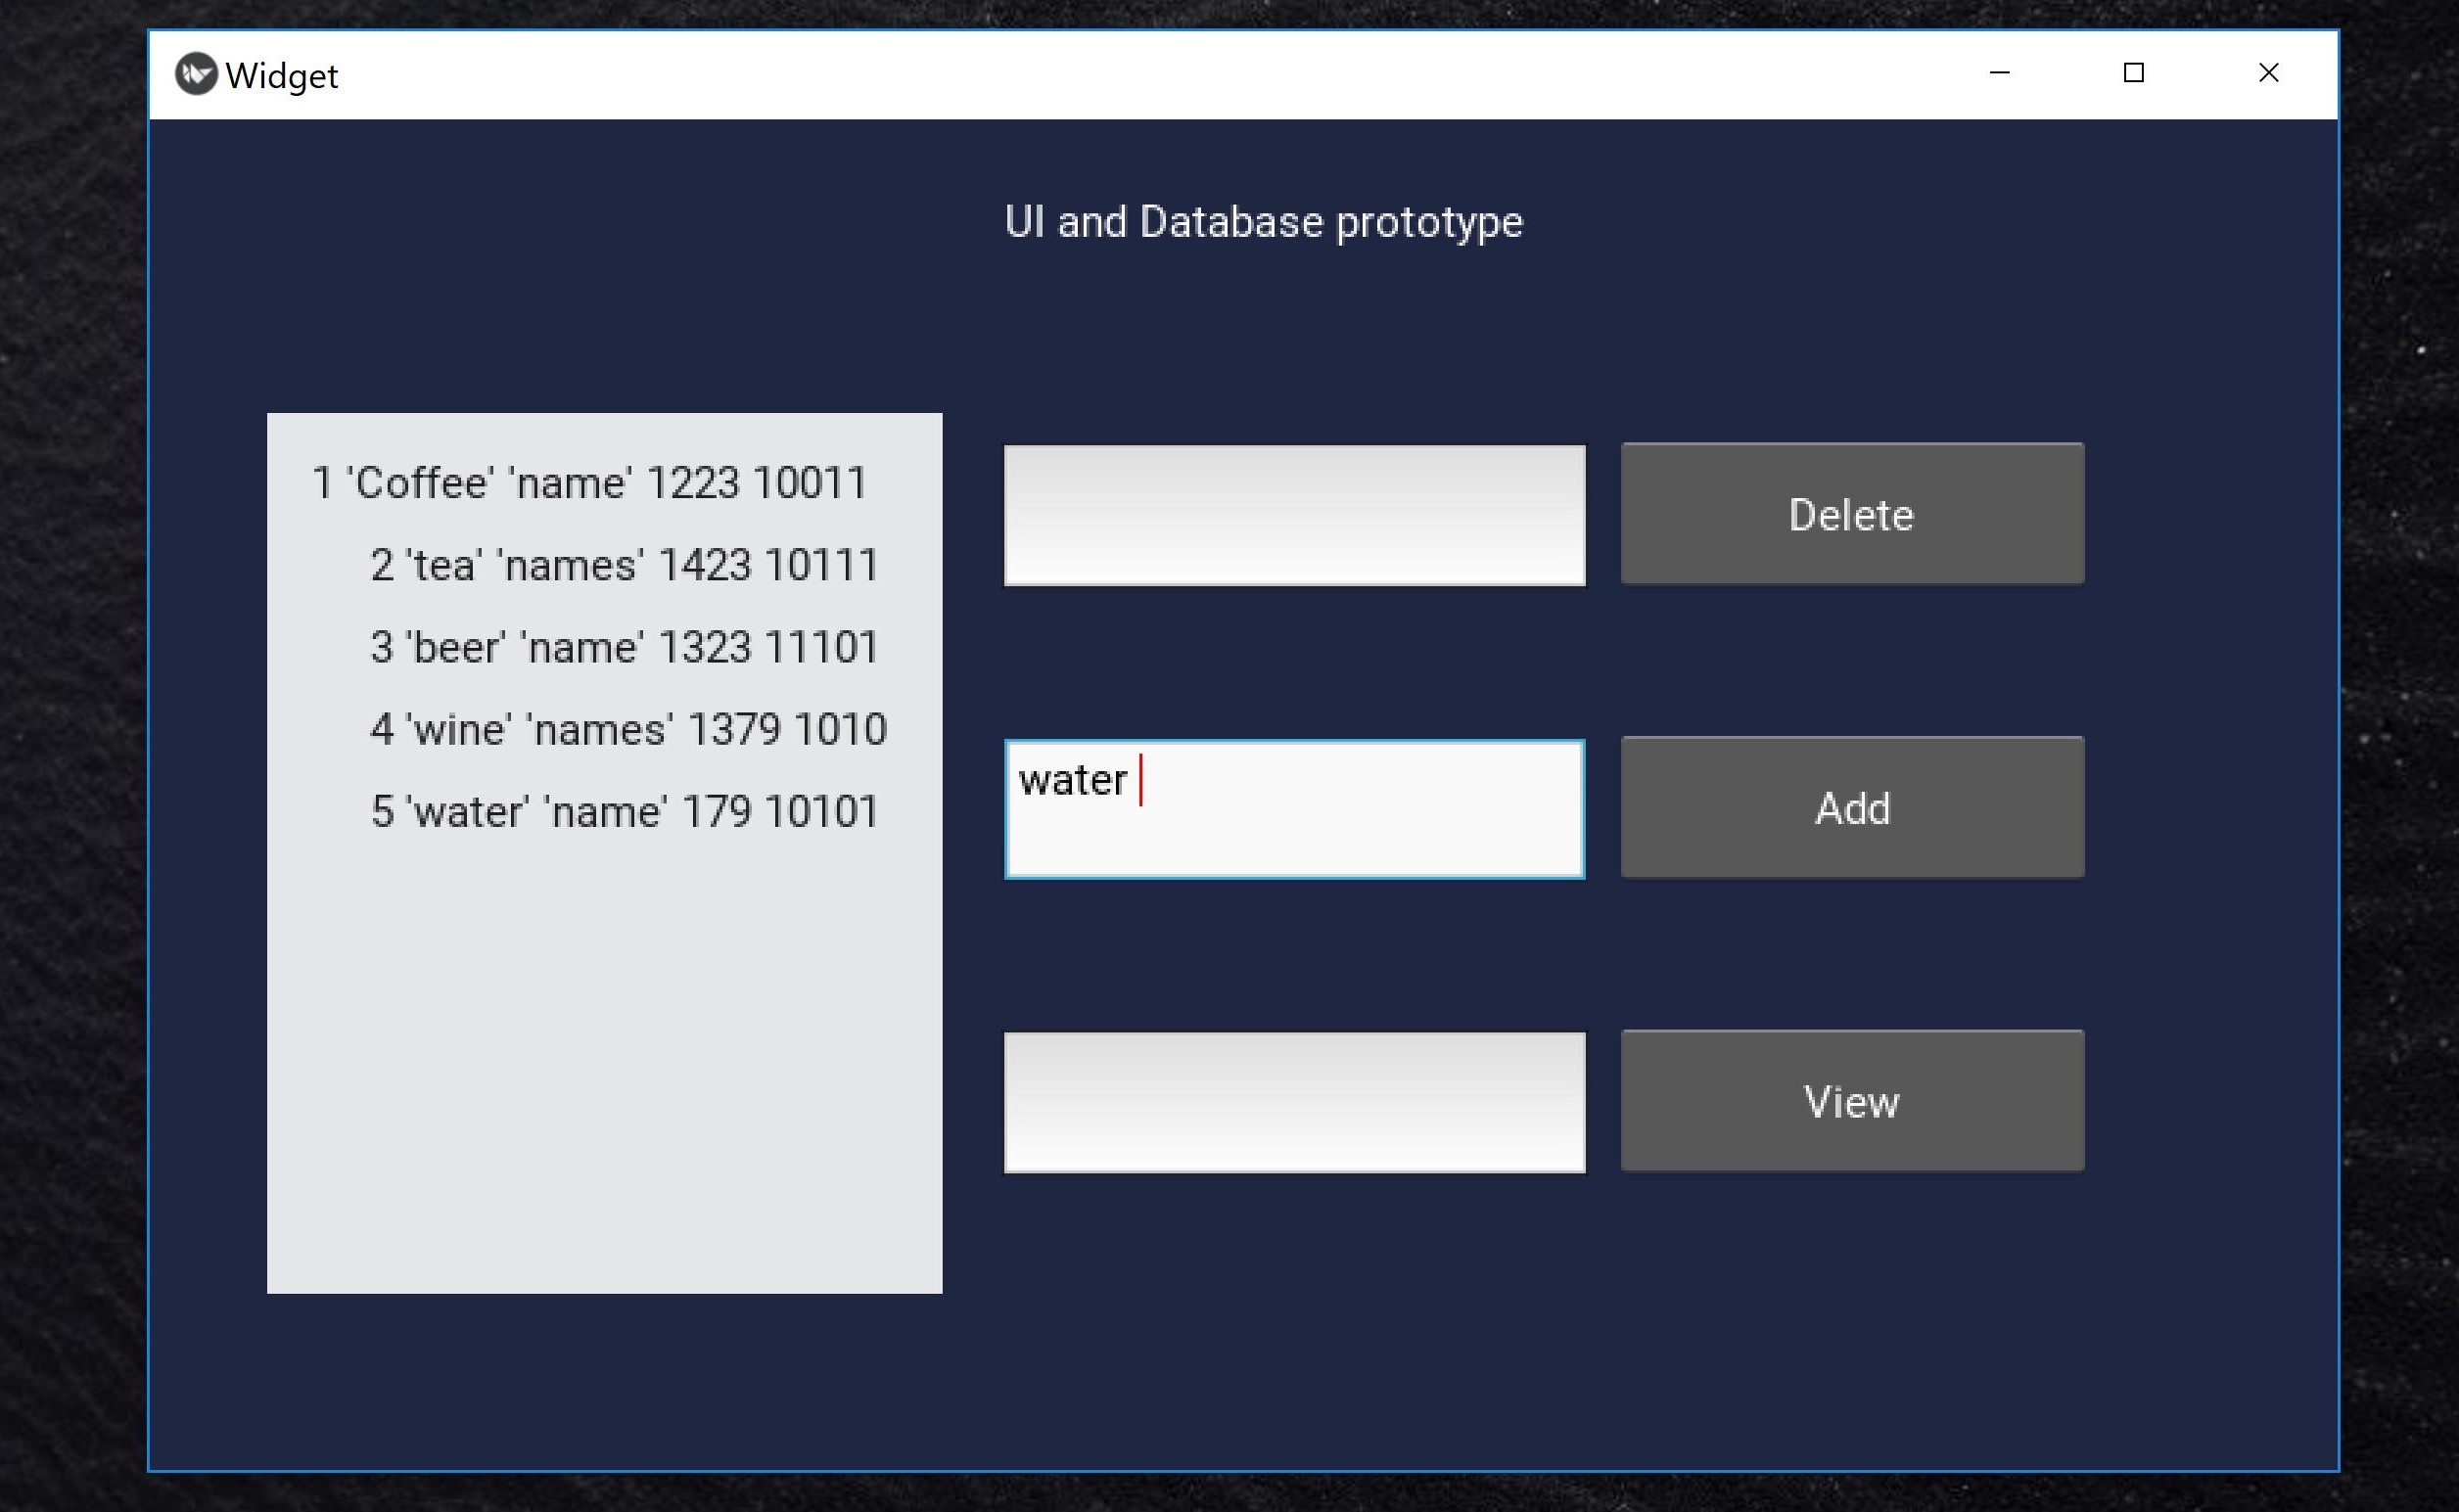 Widget
UI and Database prototype
1 'Coffee' 'name' 1223 10011
2 'tea' 'names' 1423 10111
3 'beer' 'name' 1323 11101
4 'wine' 'names' 1379 1010
5 'water' 'name' 179 10101
Delete
water
Add
View